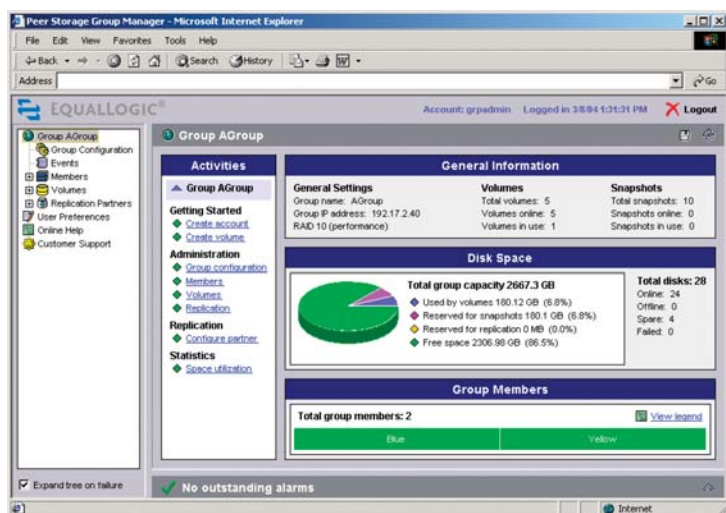 Peer Storage Group Manager - Microsoft Internet Explorer
File Edit View Favorites Tools Help
Back Search History
Address Go
EQUALLOGIC® Account: grpadmin Logged in 3/8/04 1:31:31 PM Logout
Group AGroup
Group Configuration
Events
Members
Volumes
Replication Partners
User Preferences
Online Help
Customer Support
Expand tree on failure
Group AGroup
Activities
Group AGroup
Getting Started
Create account
Create volume
Administration
Group configuration
Members
Volumes
Replication
Replication
Configure partner
Statistics
Space utilization
General Information
General Settings
Group name: AGroup
Group IP address: 192.17.2.40
RAID 10 (performance)
Volumes
Total volumes: 5
Volumes online: 5
Volumes in use: 1
Snapshots
Total snapshots: 10
Snapshots online: 0
Snapshots in use: 0
Disk Space
Total group capacity 2667.3 GB
Used by volumes 180.12 GB (6.8%)
Reserved for snapshots 180.1 GB (6.8%)
Reserved for replication 0 MB (0.0%)
Free space 2306.98 GB (86.5%)
Total disks: 28
Online: 24
Offline: 0
Spare: 4
Failed: 0
Group Members
Total group members: 2 View legend
Blue Yellow
No outstanding alarms
Internet